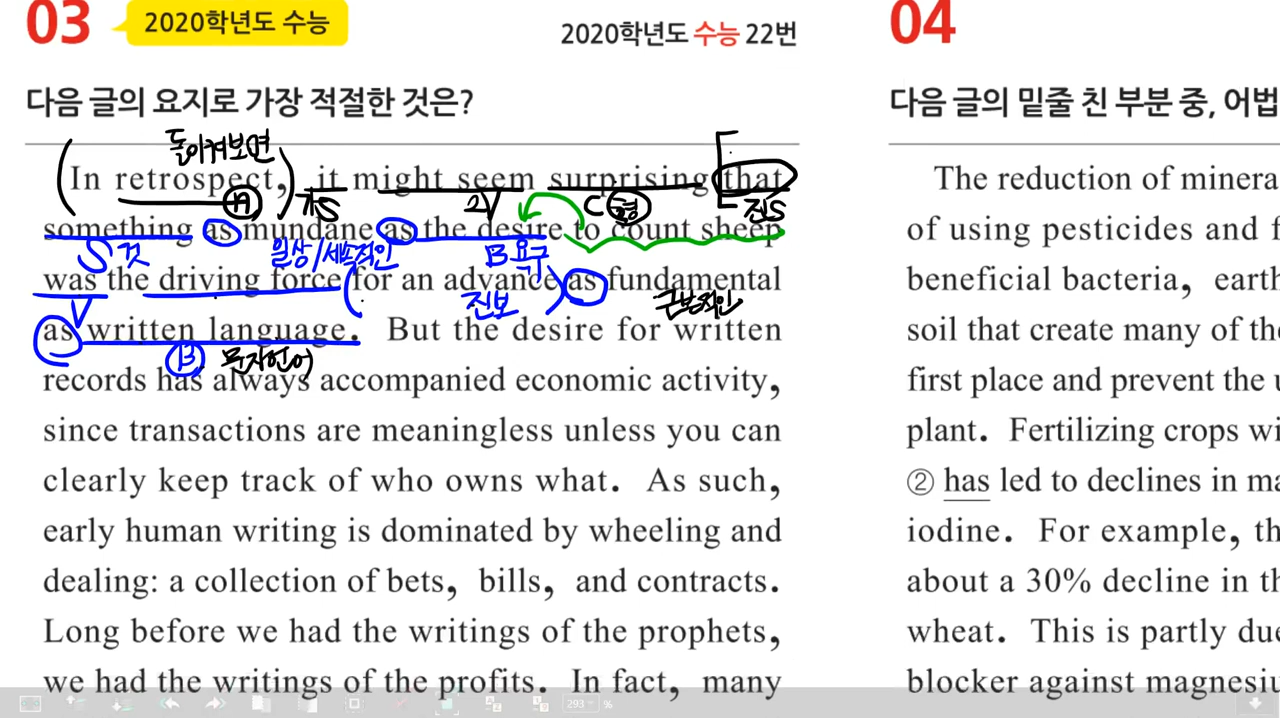 03
2020학년도 수능
2020학년도 수능 22번
다음 글의 요지로 가장 적절한 것은?
돌이켜보면
In retrospect, it might seem surprising that
명 가S 2V C 형 진S
something as mundane as the desire to count sheep
S 것 일상/세속적인 B 욕구
was the driving force for an advance as fundamental
V 진보 근본적인
as written language. But the desire for written
B 문자언어
records has always accompanied economic activity,
since transactions are meaningless unless you can
clearly keep track of who owns what. As such,
early human writing is dominated by wheeling and
dealing: a collection of bets, bills, and contracts.
Long before we had the writings of the prophets,
we had the writings of the profits. In fact, many
04
다음 글의 밑줄 친 부분 중, 어법
The reduction of minera
of using pesticides and f
beneficial bacteria, earth
soil that create many of the
first place and prevent the u
plant. Fertilizing crops wi
② has led to declines in ma
iodine. For example, th
about a 30% decline in th
wheat. This is partly due
blocker against magnesiu
293 %